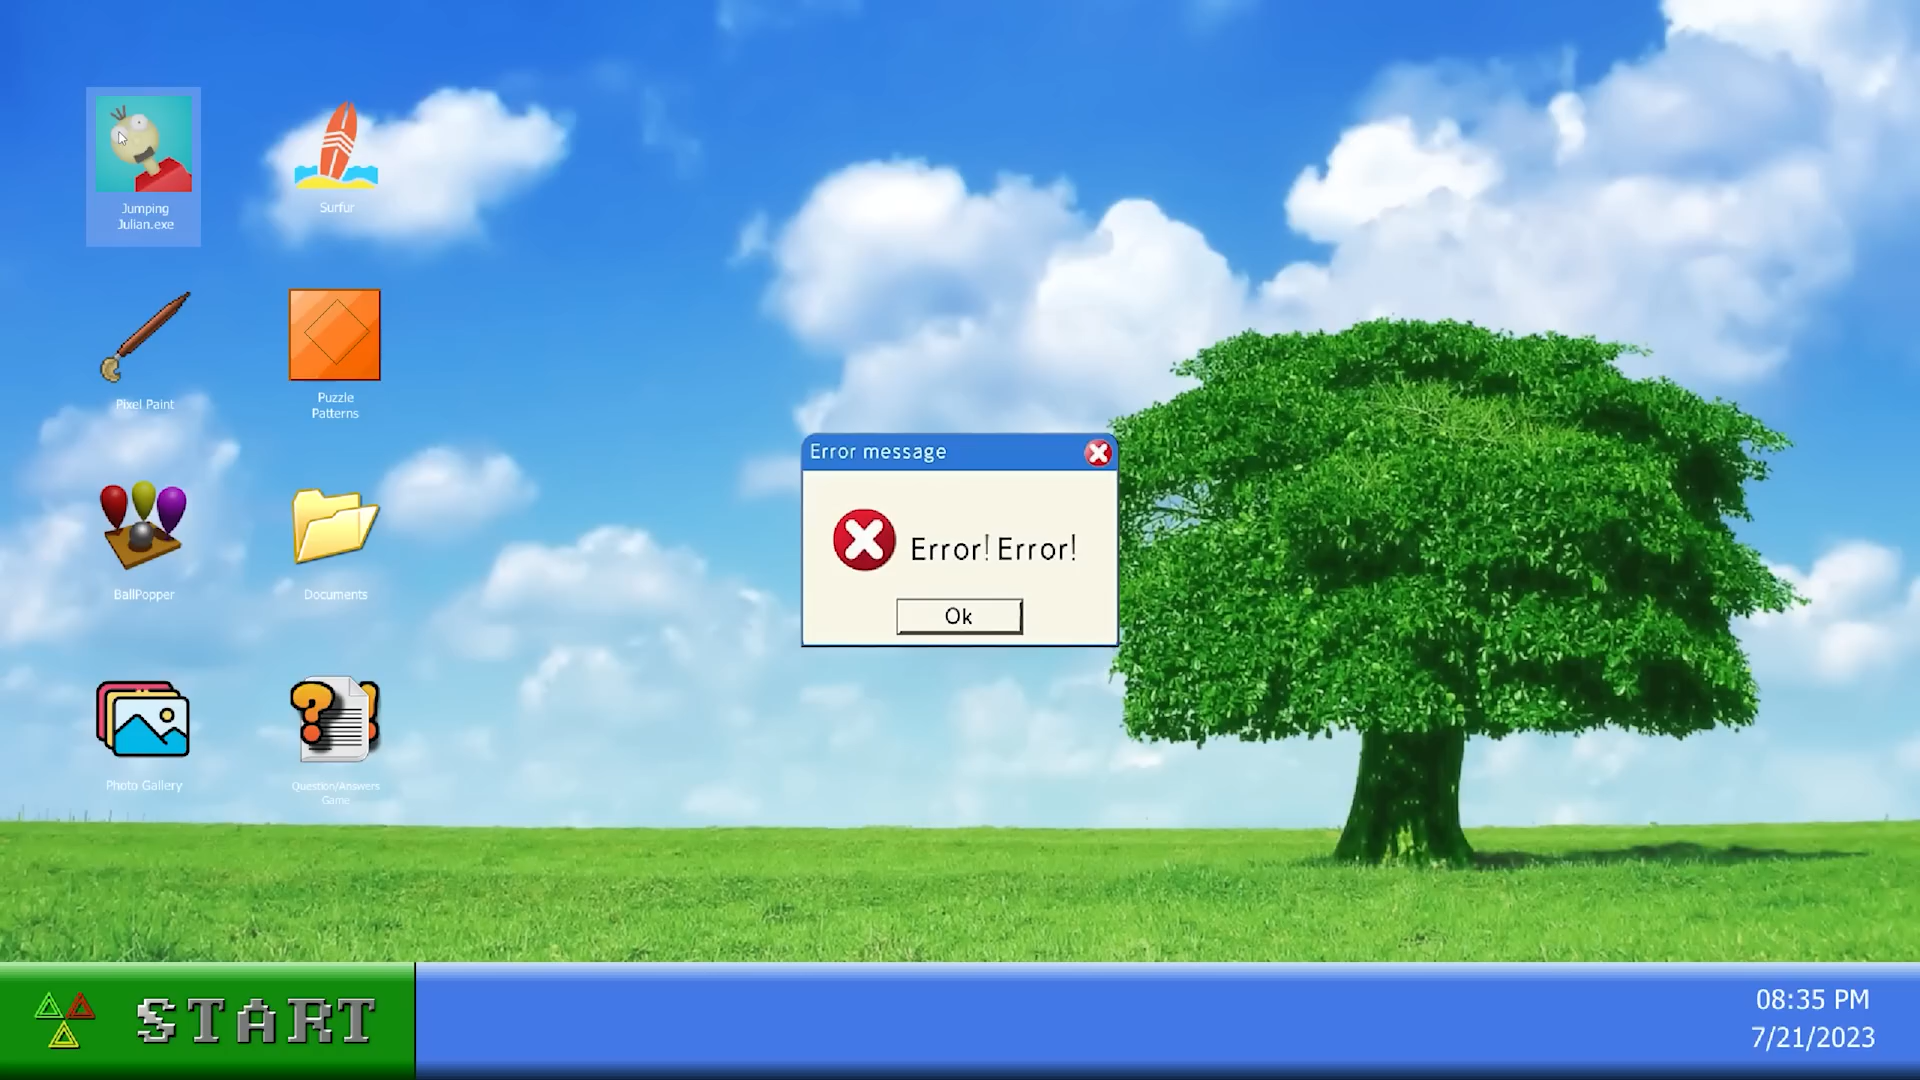 Jumping
Julian.exe
Surfur
Pixel Paint
Puzzle
Patterns
BallPopper
Documents
Photo Gallery
Question/Answers
Game
Error message
Error! Error!
Ok
START
08:35 PM
7/21/2023